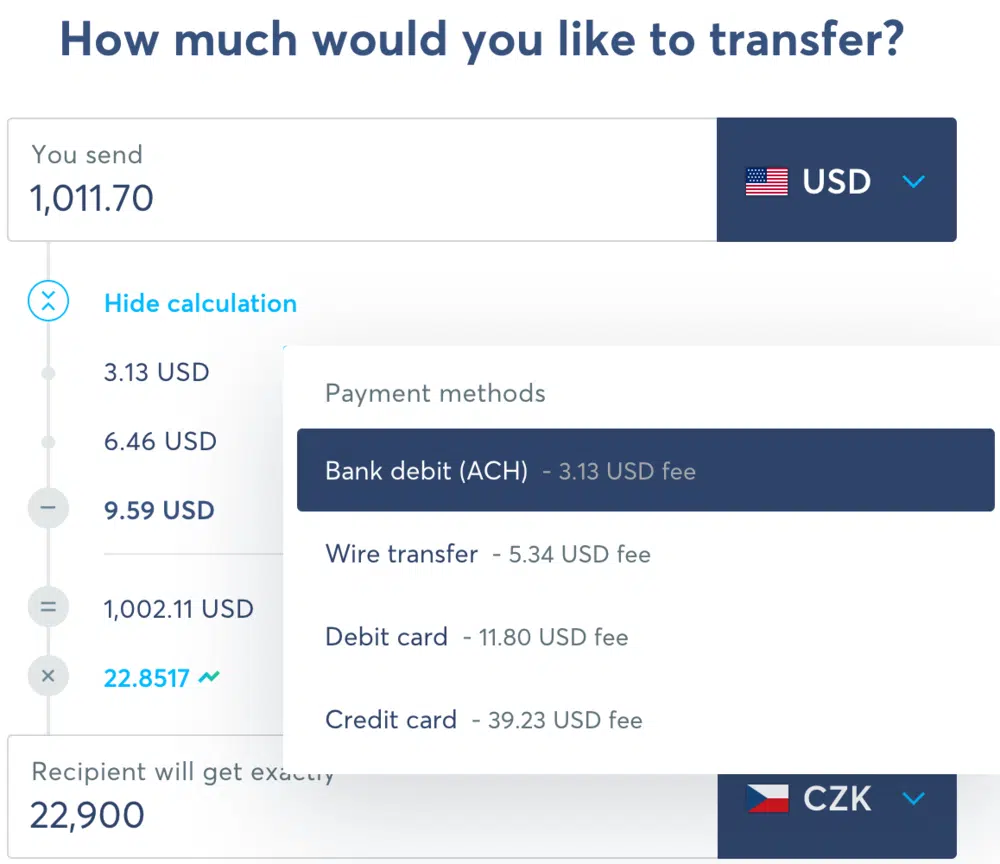 How much would you like to transfer?
You send
1,011.70
USD
Hide calculation
3.13 USD
6.46 USD
9.59 USD
1,002.11 USD
22.8517
Payment methods
Bank debit (ACH) - 3.13 USD fee
Wire transfer - 5.34 USD fee
Debit card - 11.80 USD fee
Credit card - 39.23 USD fee
Recipient will get exactly
22,900
CZK